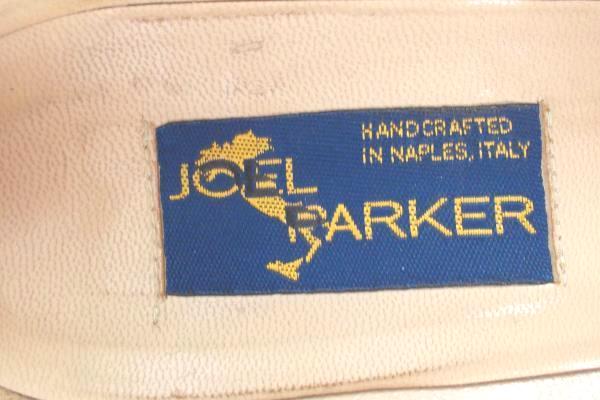 HANDCRAFTED
IN NAPLES, ITALY
JOEL
PARKER